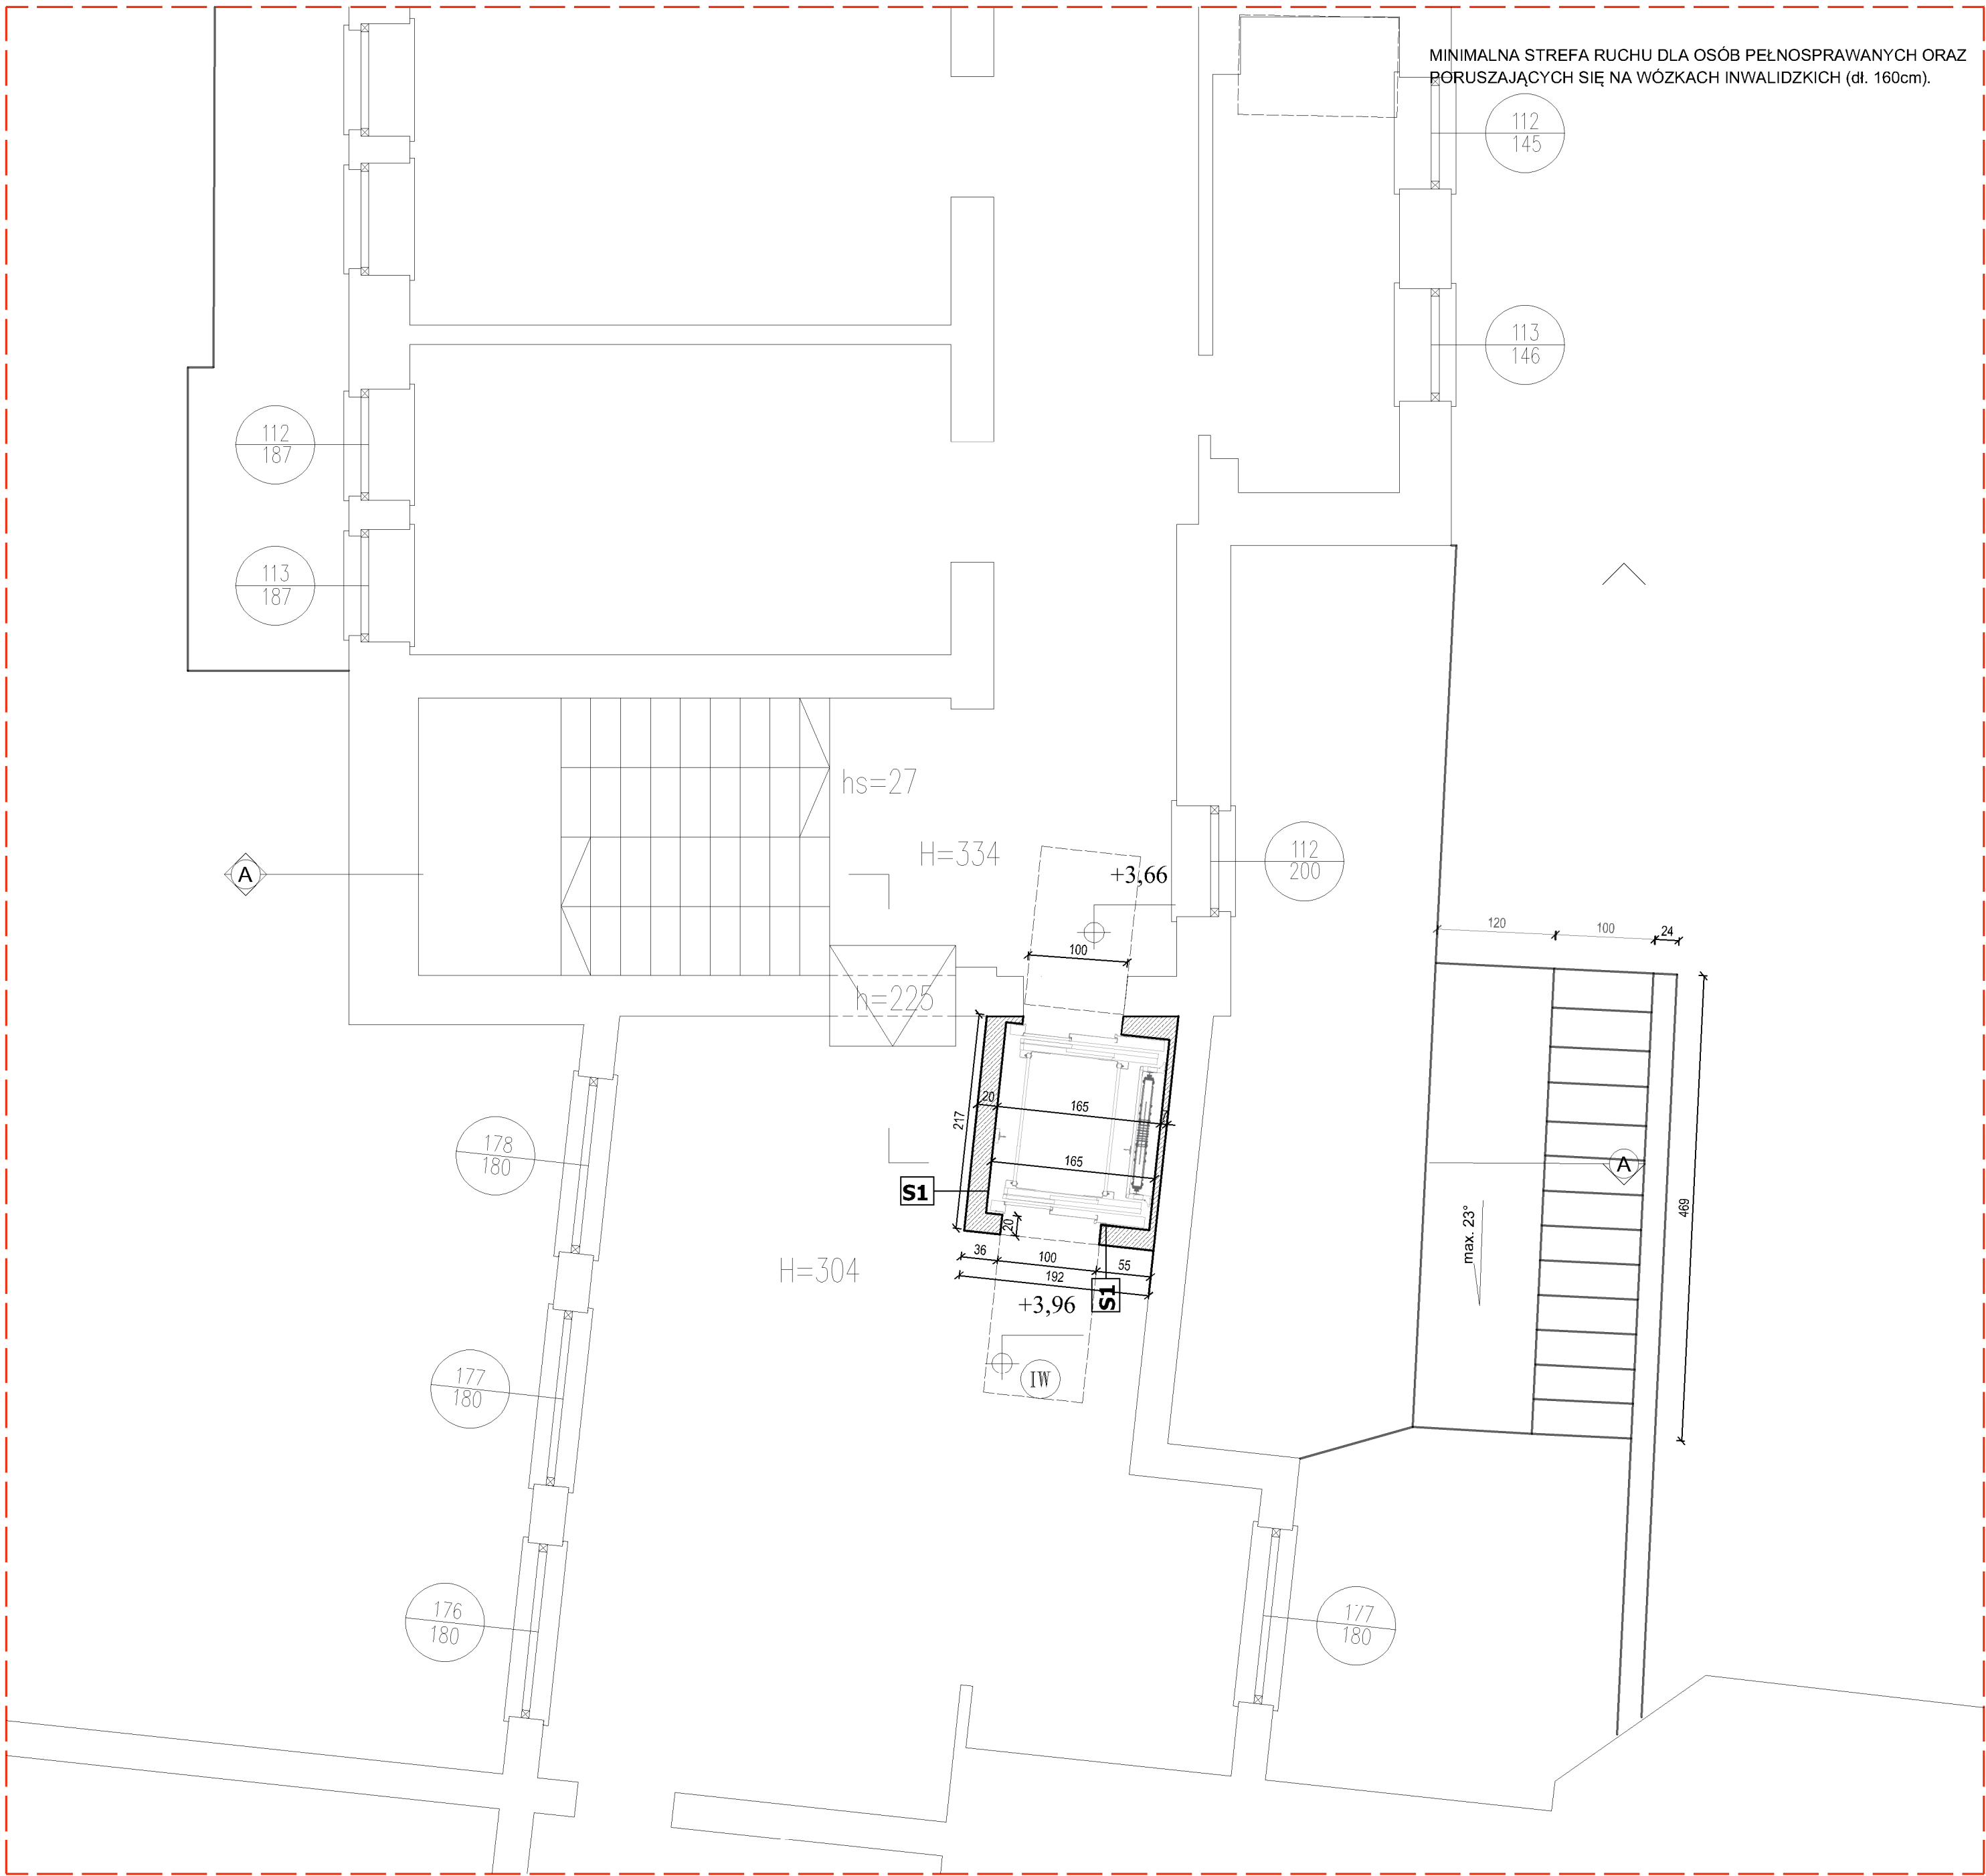 MINIMALNA STREFA RUCHU DLA OSÓB PEŁNOSPRAWANYCH ORAZ
PORUSZAJĄCYCH SIĘ NA WÓZKACH INWALIDZKICH (dł. 160cm).
112
145
113
146
112
187
113
187
hs=27
H=334
+3,66
112
200
A
120
100
24
100
h=225
20
165
217
165
178
180
S1
A
469
max. 23°
20
36
100
55
192
H=304
+3,96
S1
IW
177
180
176
180
177
180